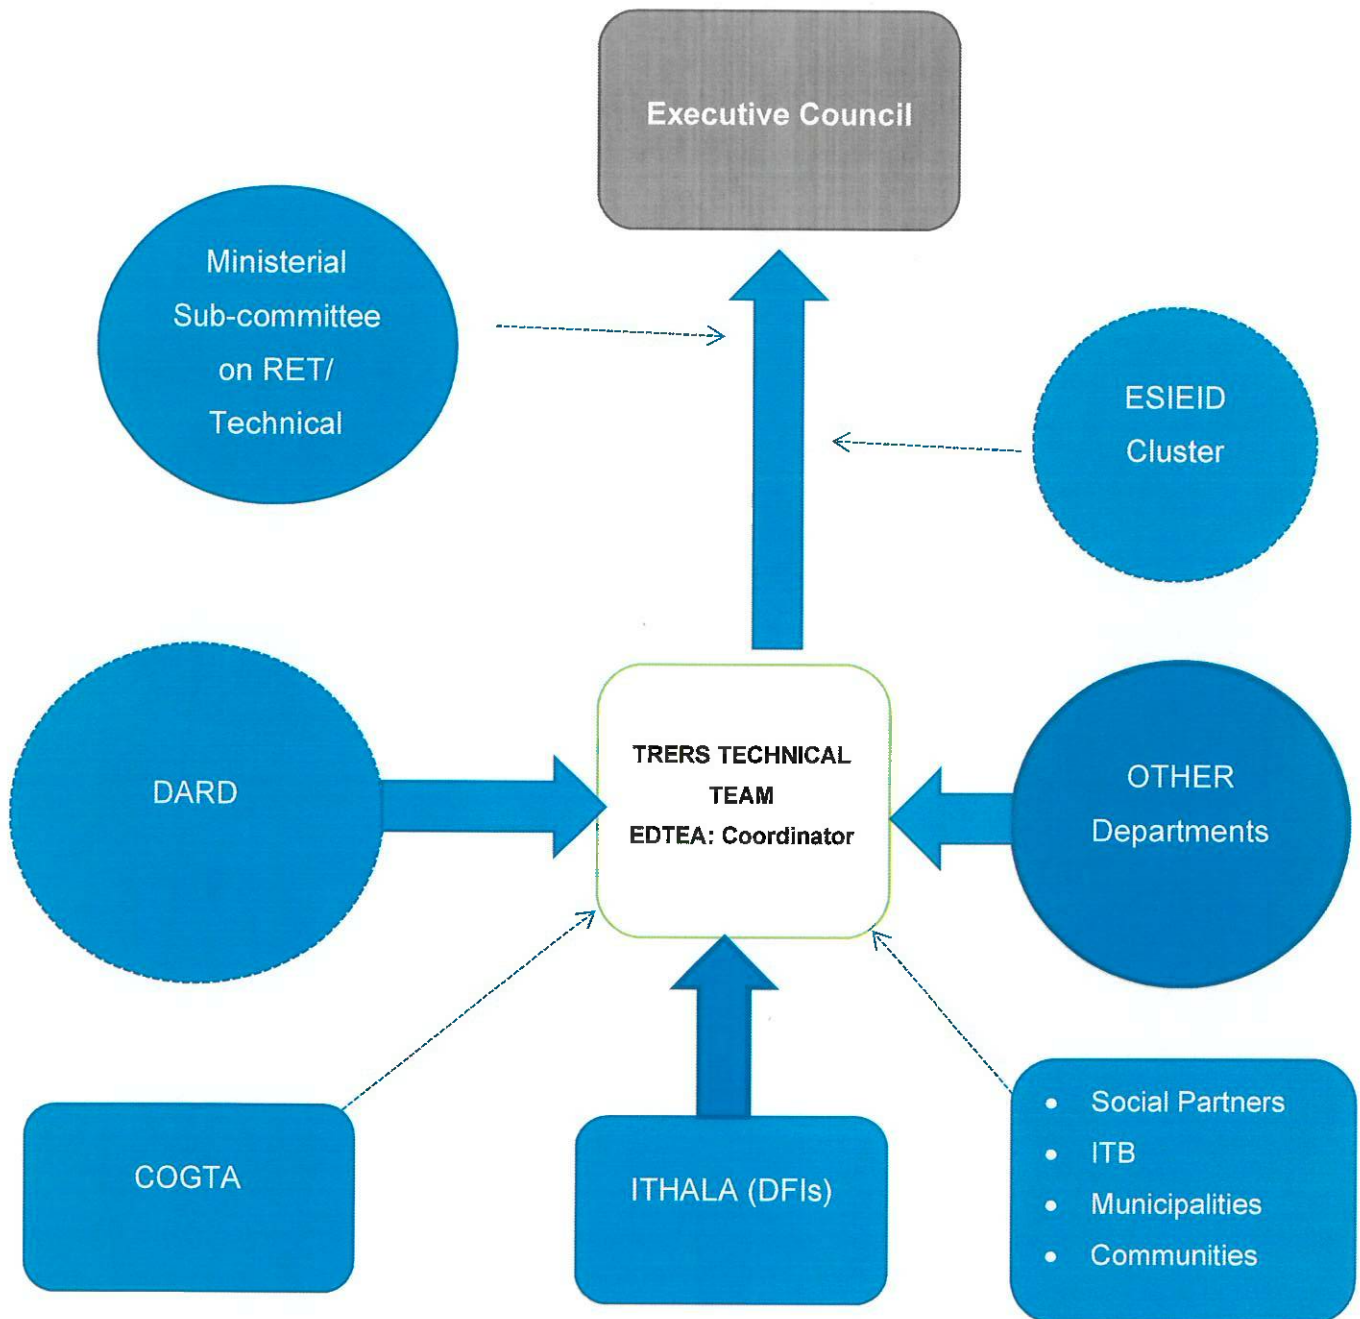 Executive Council
Ministerial
Sub-committee
on RET/
Technical
ESIEID
Cluster
DARD
TRERS TECHNICAL
TEAM
EDTEA: Coordinator
OTHER
Departments
COGTA
ITHALA (DFIs)
• Social Partners
• ITB
• Municipalities
• Communities